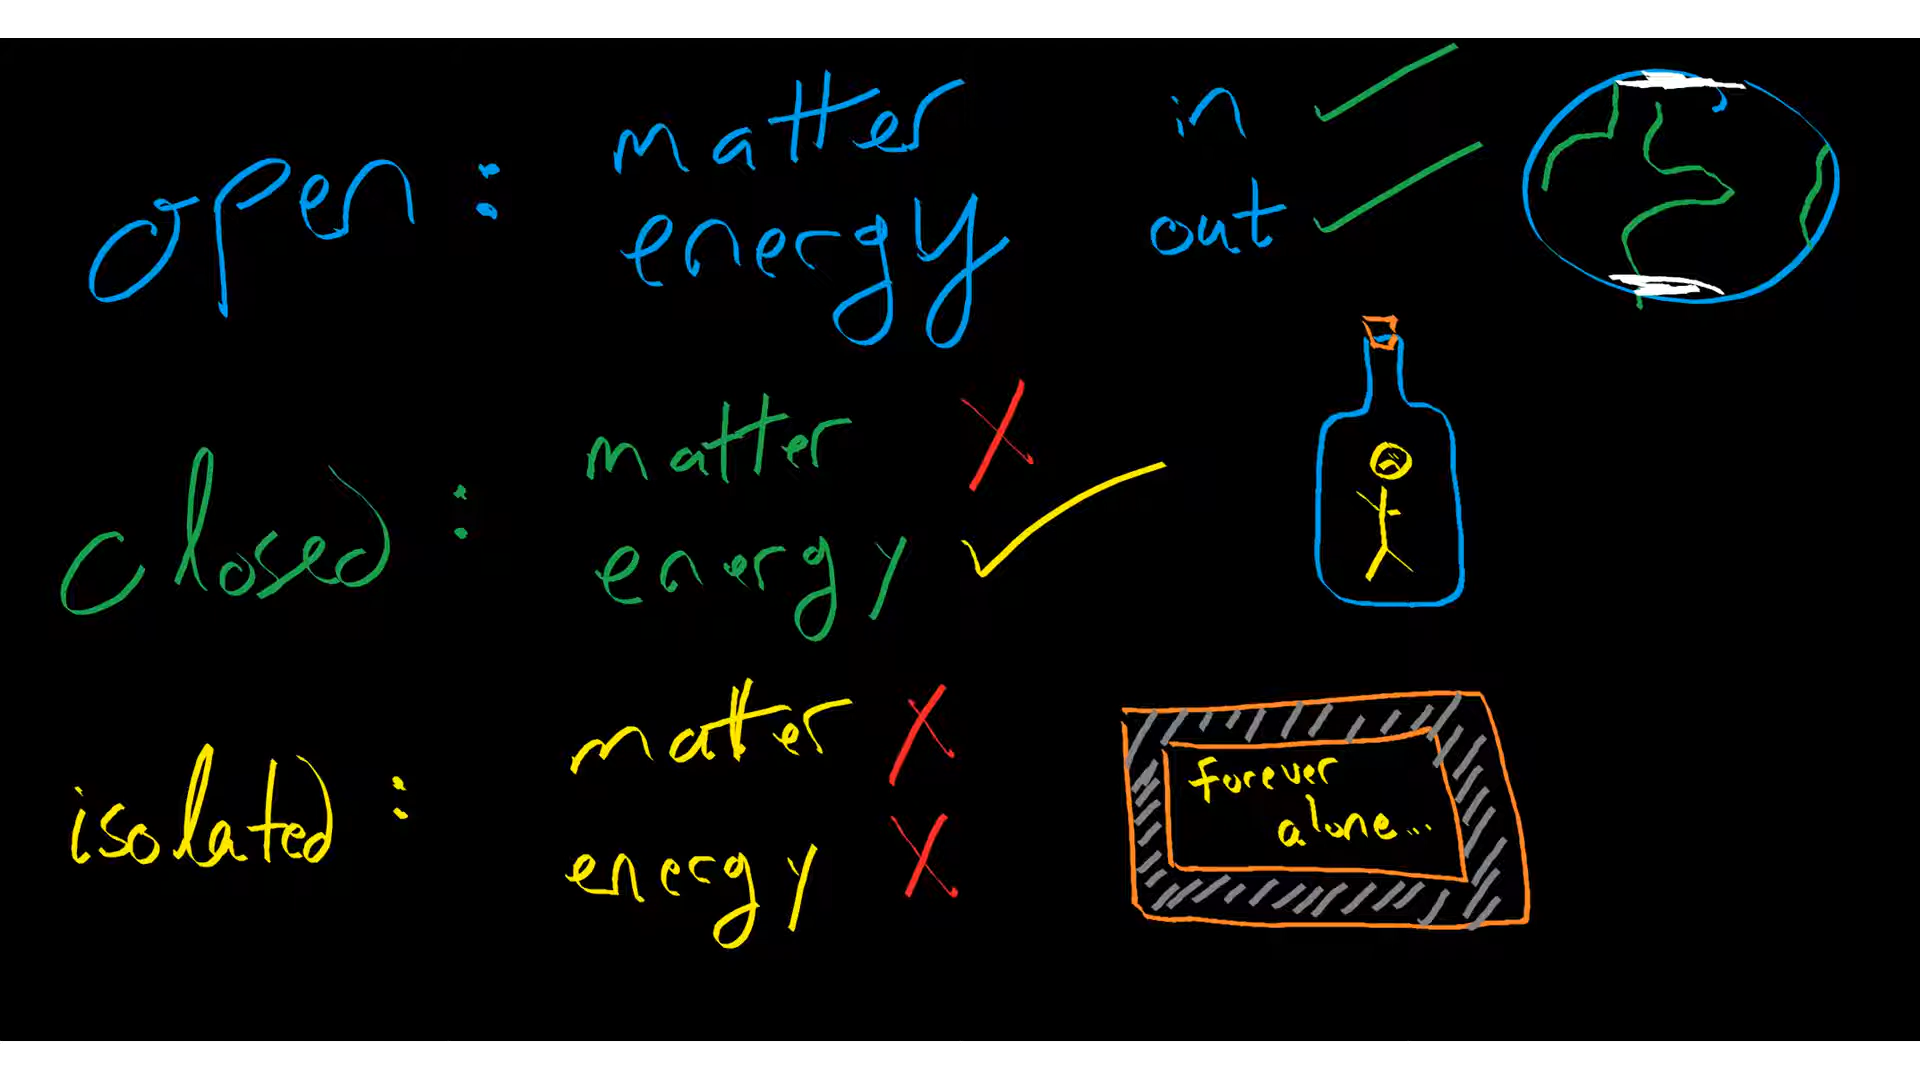 open: matter in
energy out
closed: matter
energy
isolated: matter
energy
forever
alone...